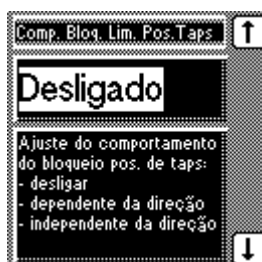 Comp. Bloq. Lim. Pos.Taps
Desligado
Ajuste do comportamento
do bloqueio pos. de taps:
- desligar
- dependente da direção
- independente da direção